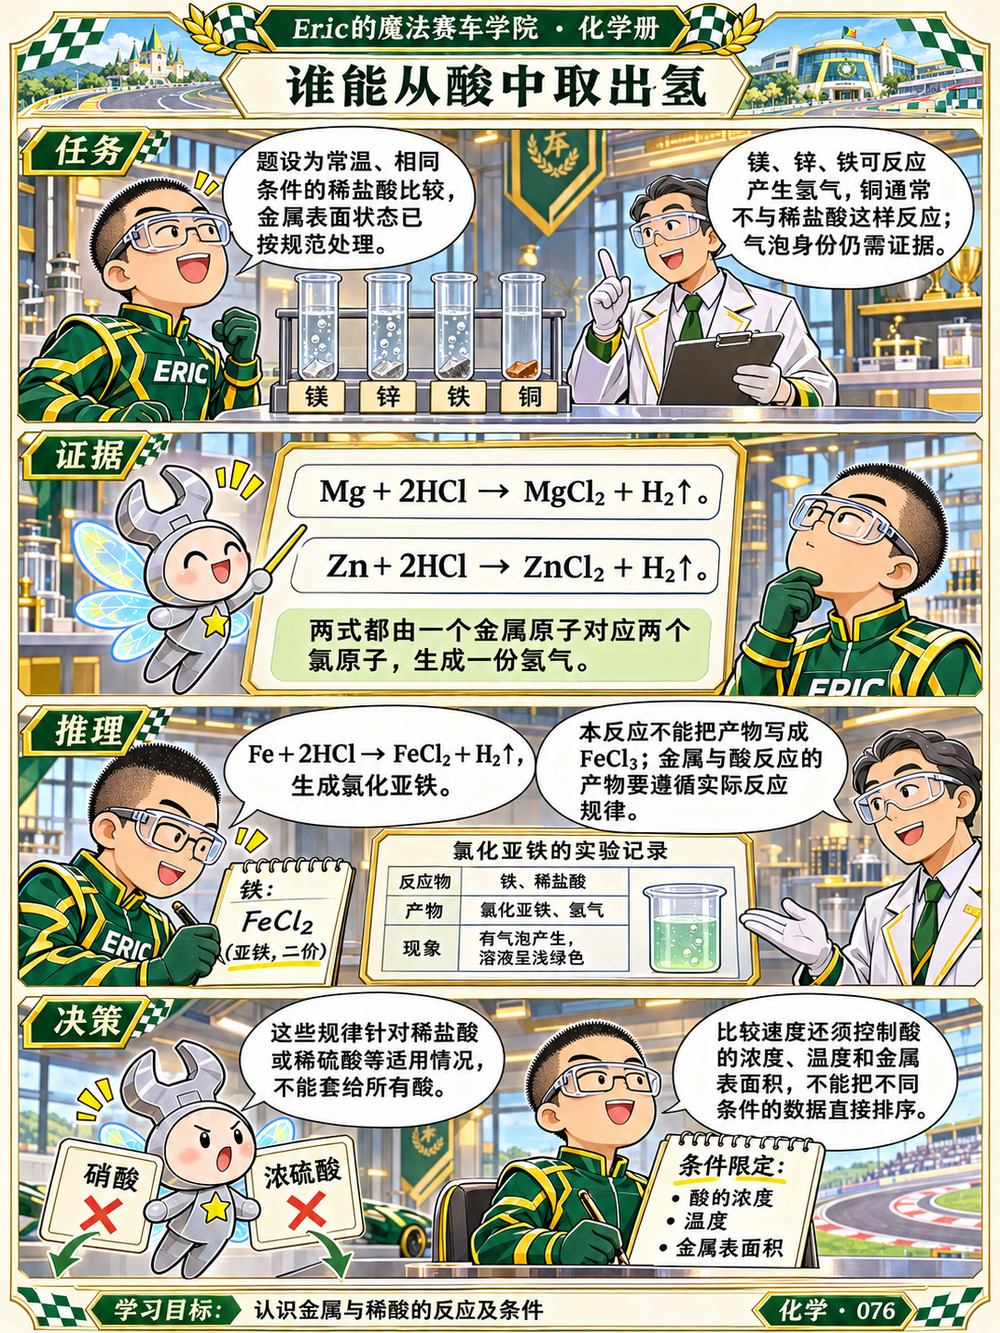 Eric的魔法赛车学院 · 化学册
谁能从酸中取出氢
任务
题设为常温、相同
条件的稀盐酸比较，
金属表面状态已
按规范处理。
镁、锌、铁可反应
产生氢气，铜通常
不与稀盐酸这样反应；
气泡身份仍需证据。
本
ERIC
镁
锌
铁
铜
证据
Mg + 2HCl → MgCl₂ + H₂↑。
Zn + 2HCl → ZnCl₂ + H₂↑。
两式都由一个金属原子对应两个
氯原子，生成一份氢气。
ERIC
推理
Fe + 2HCl → FeCl₂ + H₂↑，
生成氯化亚铁。
本反应不能把产物写成
FeCl₃；金属与酸反应的
产物要遵循实际反应
规律。
铁：
FeCl₂
(亚铁，二价)
ERIC
氯化亚铁的实验记录
反应物 铁、稀盐酸
产物 氯化亚铁、氢气
现象 有气泡产生，
溶液呈浅绿色
决策
这些规律针对稀盐酸
或稀硫酸等适用情况，
不能套给所有酸。
比较速度还须控制酸
的浓度、温度和金属
表面积，不能把不同
条件的数据直接排序。
本
硝酸
浓硫酸
条件限定：
• 酸的浓度
• 温度
• 金属表面积
学习目标： 认识金属与稀酸的反应及条件
化学 · 076